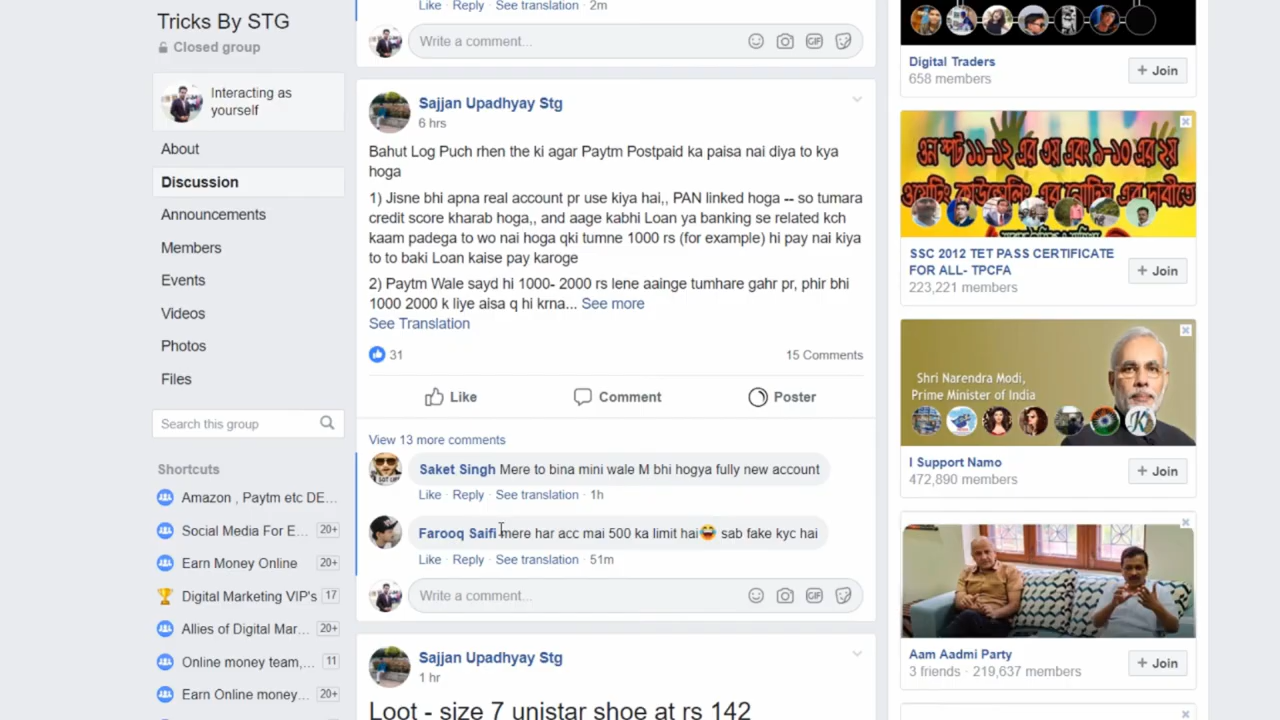 Tricks By STG
Closed group
Interacting as
yourself
About
Discussion
Announcements
Members
Events
Videos
Photos
Files
Search this group
Shortcuts
Amazon , Paytm etc DE...
Social Media For E... 20+
Earn Money Online 20+
Digital Marketing VIP's 17
Allies of Digital Mar... 20+
Online money team,... 11
Earn Online money... 20+
Like · Reply · See translation · 2m
Write a comment...
GIF
Sajjan Upadhyay Stg
6 hrs
Bahut Log Puch rhen the ki agar Paytm Postpaid ka paisa nai diya to kya
hoga
1) Jisne bhi apna real account pr use kiya hai,, PAN linked hoga -- so tumara
credit score kharab hoga,, and aage kabhi Loan ya banking se related kch
kaam padega to wo nai hoga qki tumne 1000 rs (for example) hi pay nai kiya
to to baki Loan kaise pay karoge
2) Paytm Wale sayd hi 1000- 2000 rs lene aainge tumhare gahr pr, phir bhi
1000 2000 k liye aisa q hi krna... See more
See Translation
31
15 Comments
Like
Comment
Poster
View 13 more comments
Saket Singh Mere to bina mini wale M bhi hogya fully new account
Like · Reply · See translation · 1h
Farooq Saifi mere har acc mai 500 ka limit hai😂 sab fake kyc hai
Like · Reply · See translation · 51m
Write a comment...
GIF
Sajjan Upadhyay Stg
1 hr
Loot - size 7 unistar shoe at rs 142
Digital Traders
658 members
+ Join
SSC 2012 TET PASS CERTIFICATE
FOR ALL- TPCFA
223,221 members
+ Join
Shri Narendra Modi,
Prime Minister of India
I Support Namo
472,890 members
+ Join
Aam Aadmi Party
3 friends · 219,637 members
+ Join